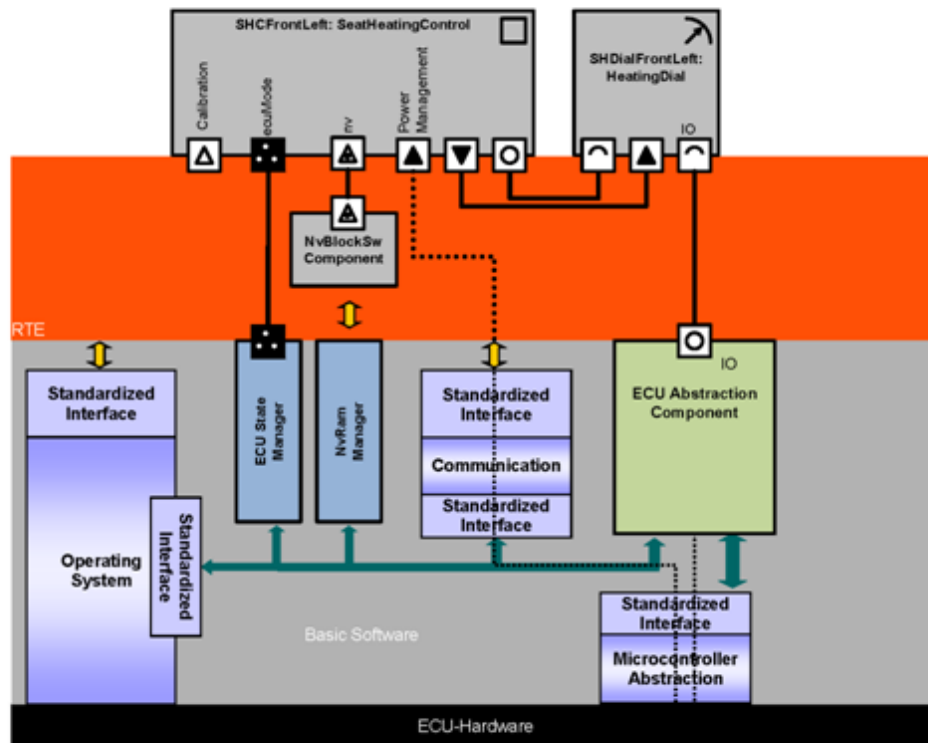 SHCFrontLeft: SeatHeatingControl
Calibration
ecuMode
nv
Power
Management
SHDialFrontLeft:
HeatingDial
IO
NvBlockSw
Component
RTE
Standardized
Interface
Operating
System
Standardized
Interface
ECU State
Manager
NvRam
Manager
Standardized
Interface
Communication
Standardized
Interface
IO
ECU Abstraction
Component
Standardized
Interface
Microcontroller
Abstraction
Basic Software
ECU-Hardware